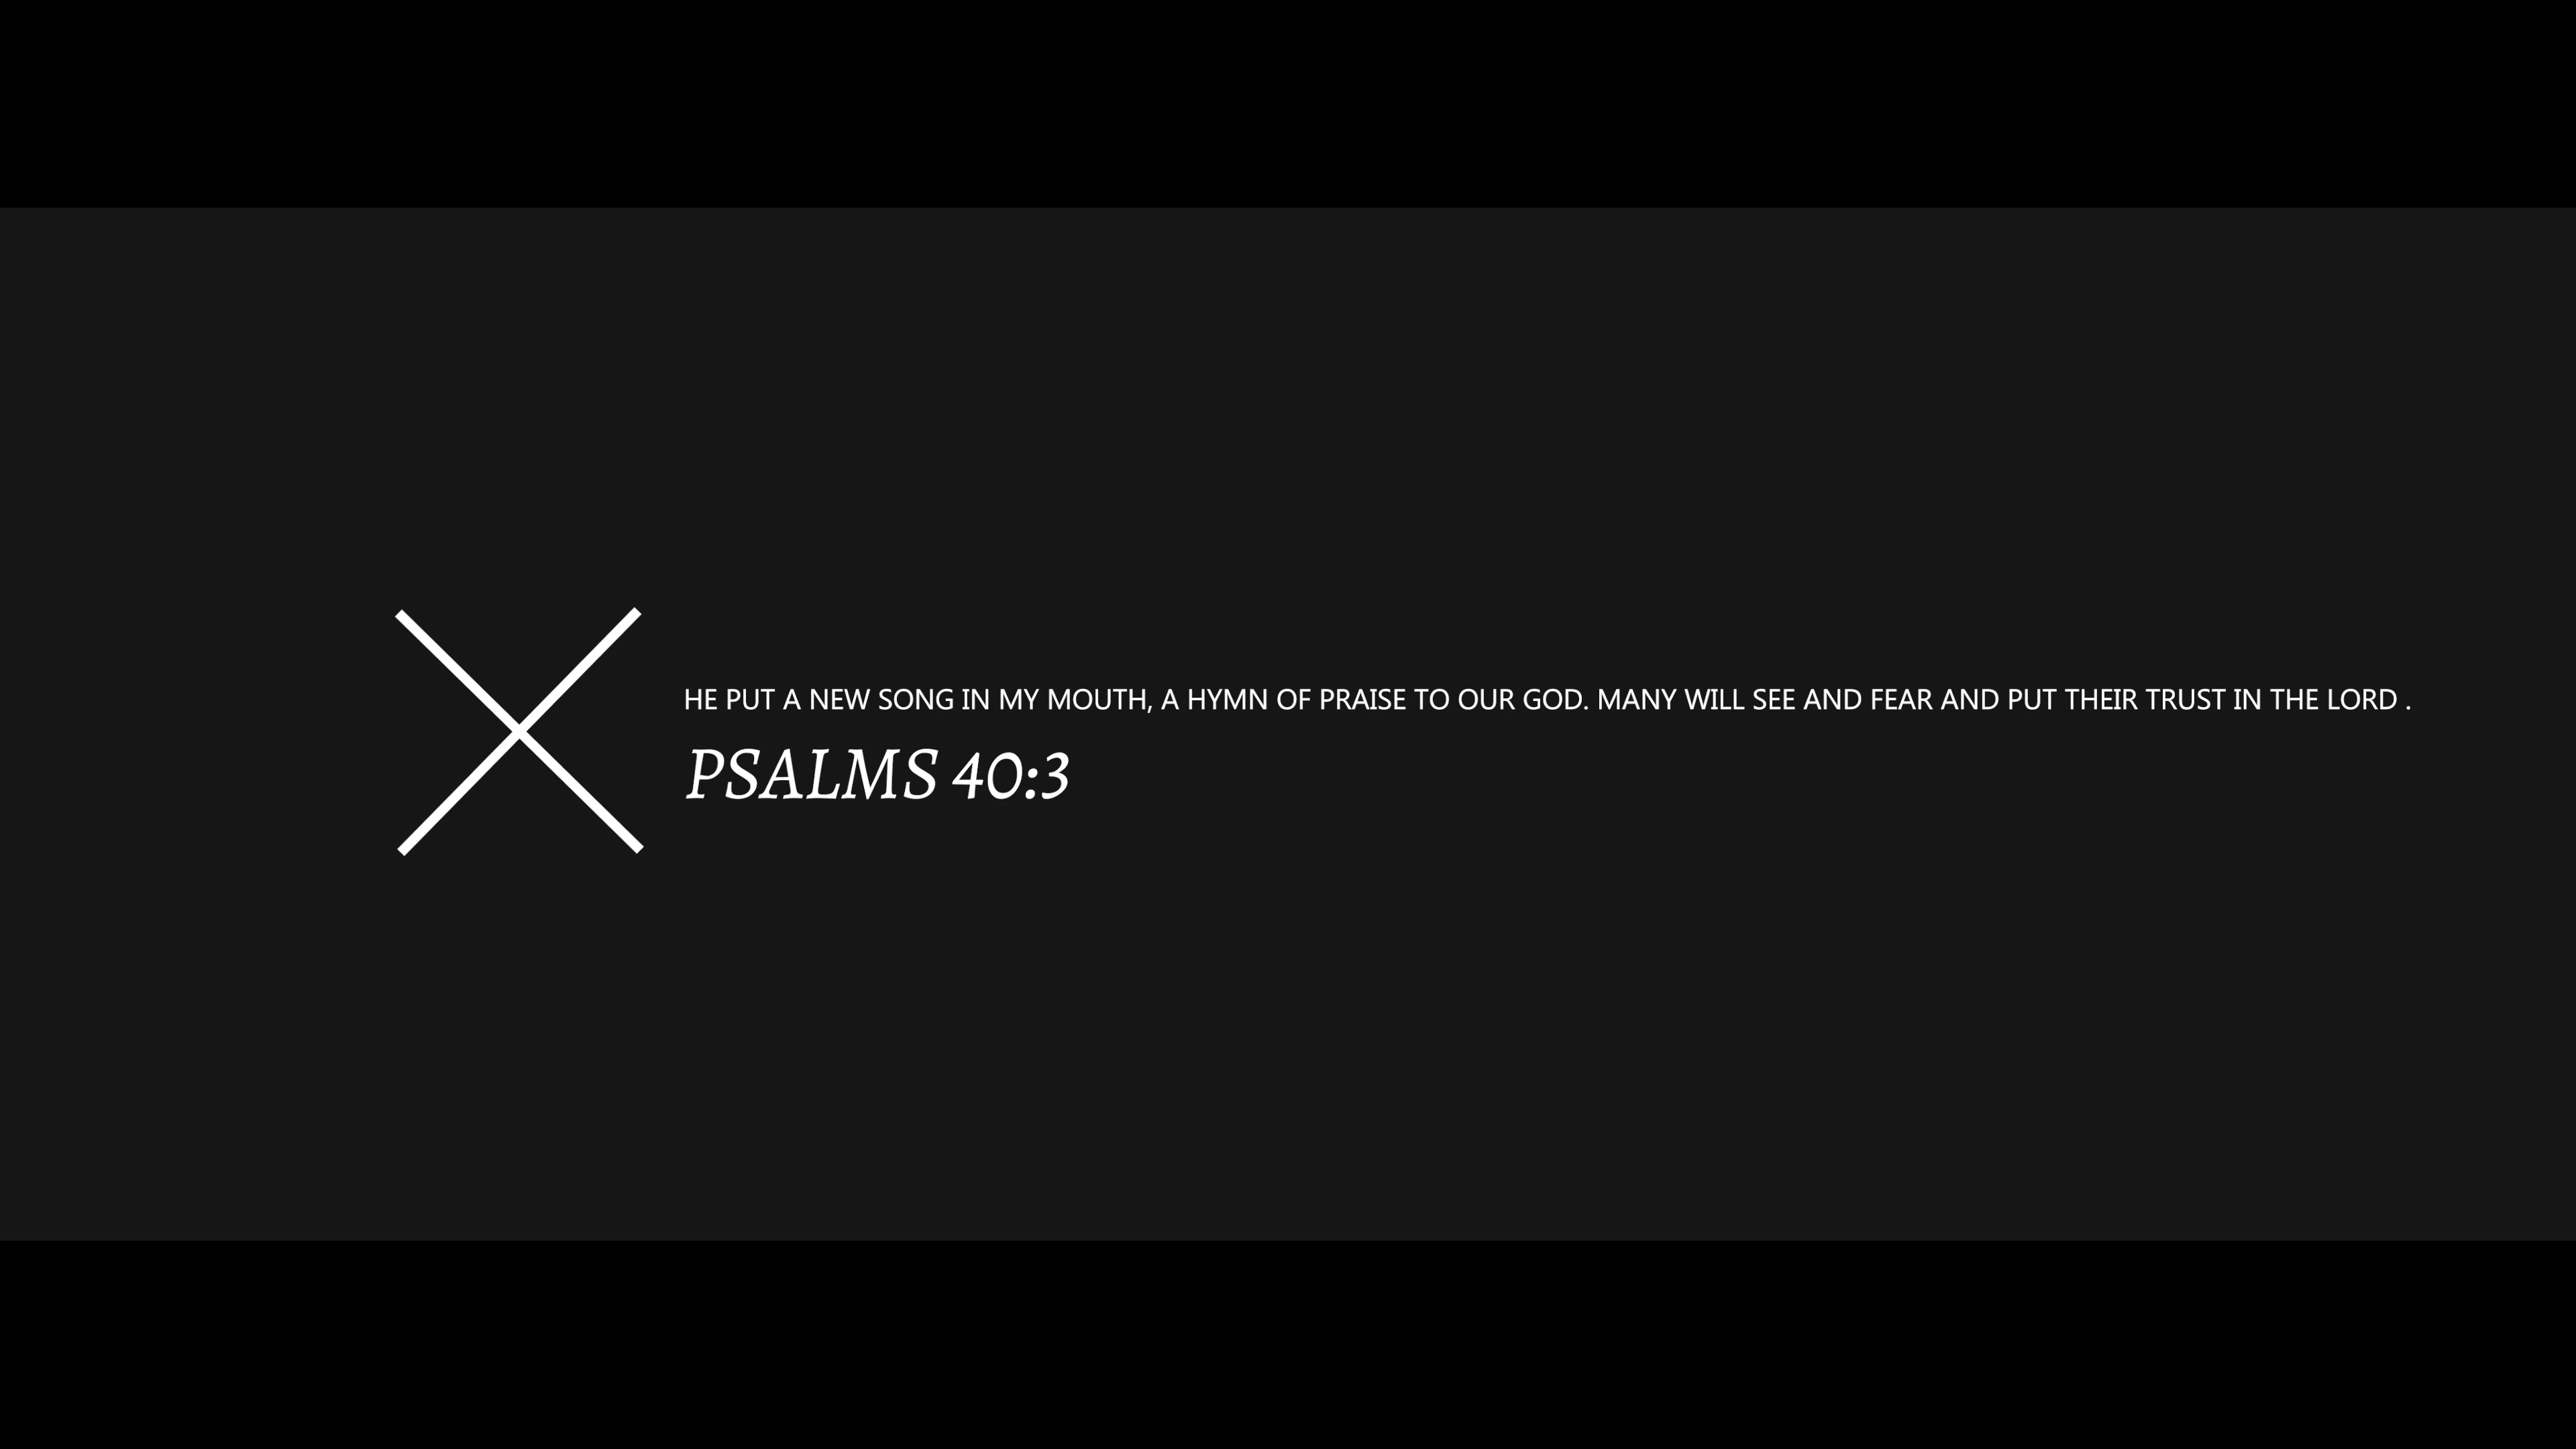 HE PUT A NEW SONG IN MY MOUTH, A HYMN OF PRAISE TO OUR GOD. MANY WILL SEE AND FEAR AND PUT THEIR TRUST IN THE LORD .
PSALMS 40:3